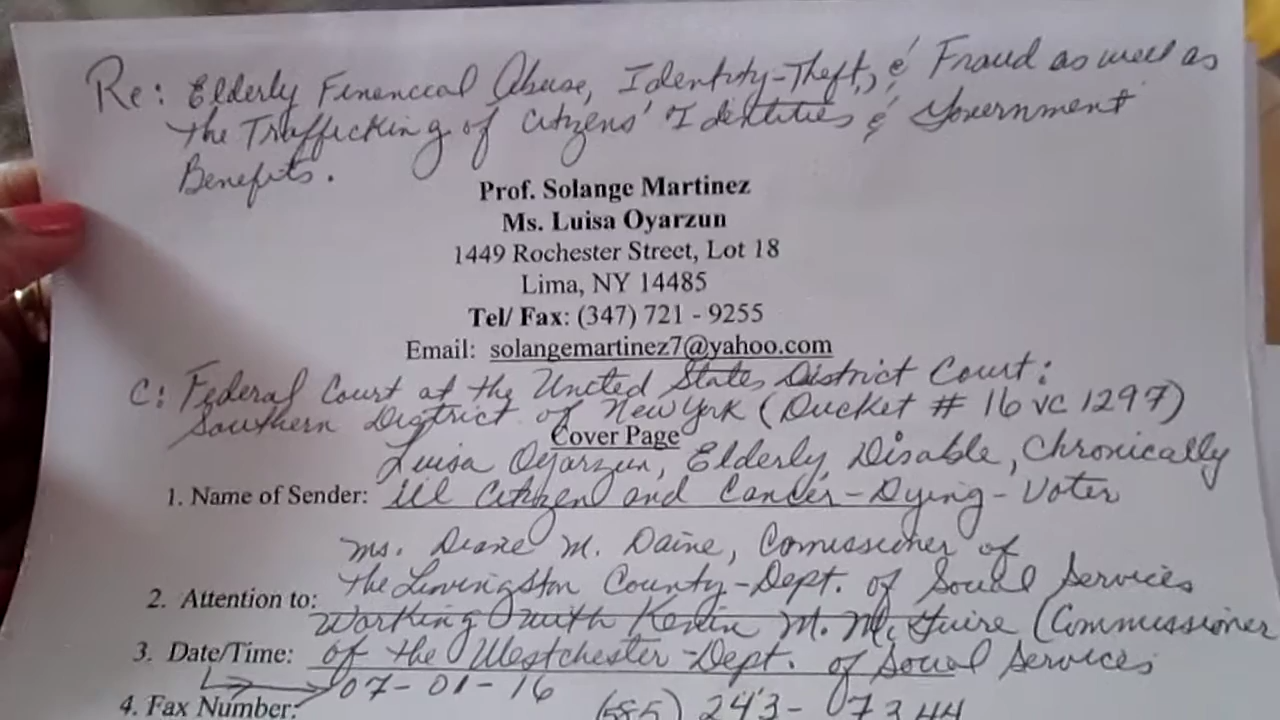 Re: Elderly Financial Abuse, Identity-Theft, & Fraud as well as
the Trafficking of Citizens' Identities & Government
Benefits.
Prof. Solange Martinez
Ms. Luisa Oyarzun
1449 Rochester Street, Lot 18
Lima, NY 14485
Tel/ Fax: (347) 721 - 9255
Email: solangemartinez7@yahoo.com
C: Federal Court at the United States District Court:
Southern District of New York (Ducket # 16 vc 1297)
Cover Page
Luisa Oyarzun, Elderly, Disable, Chronically
1. Name of Sender: ill Citizen and Cancer-Dying-Voter
Ms. Diane M. Daine, Comissioner of
the Livingston County-Dept. of Social Services
2. Attention to:
Working with Kevin M. McGuire (Commissioner
3. Date/Time: of the Westchester-Dept. of Social Services
07-01-16
4. Fax Number: (585) 243-07344